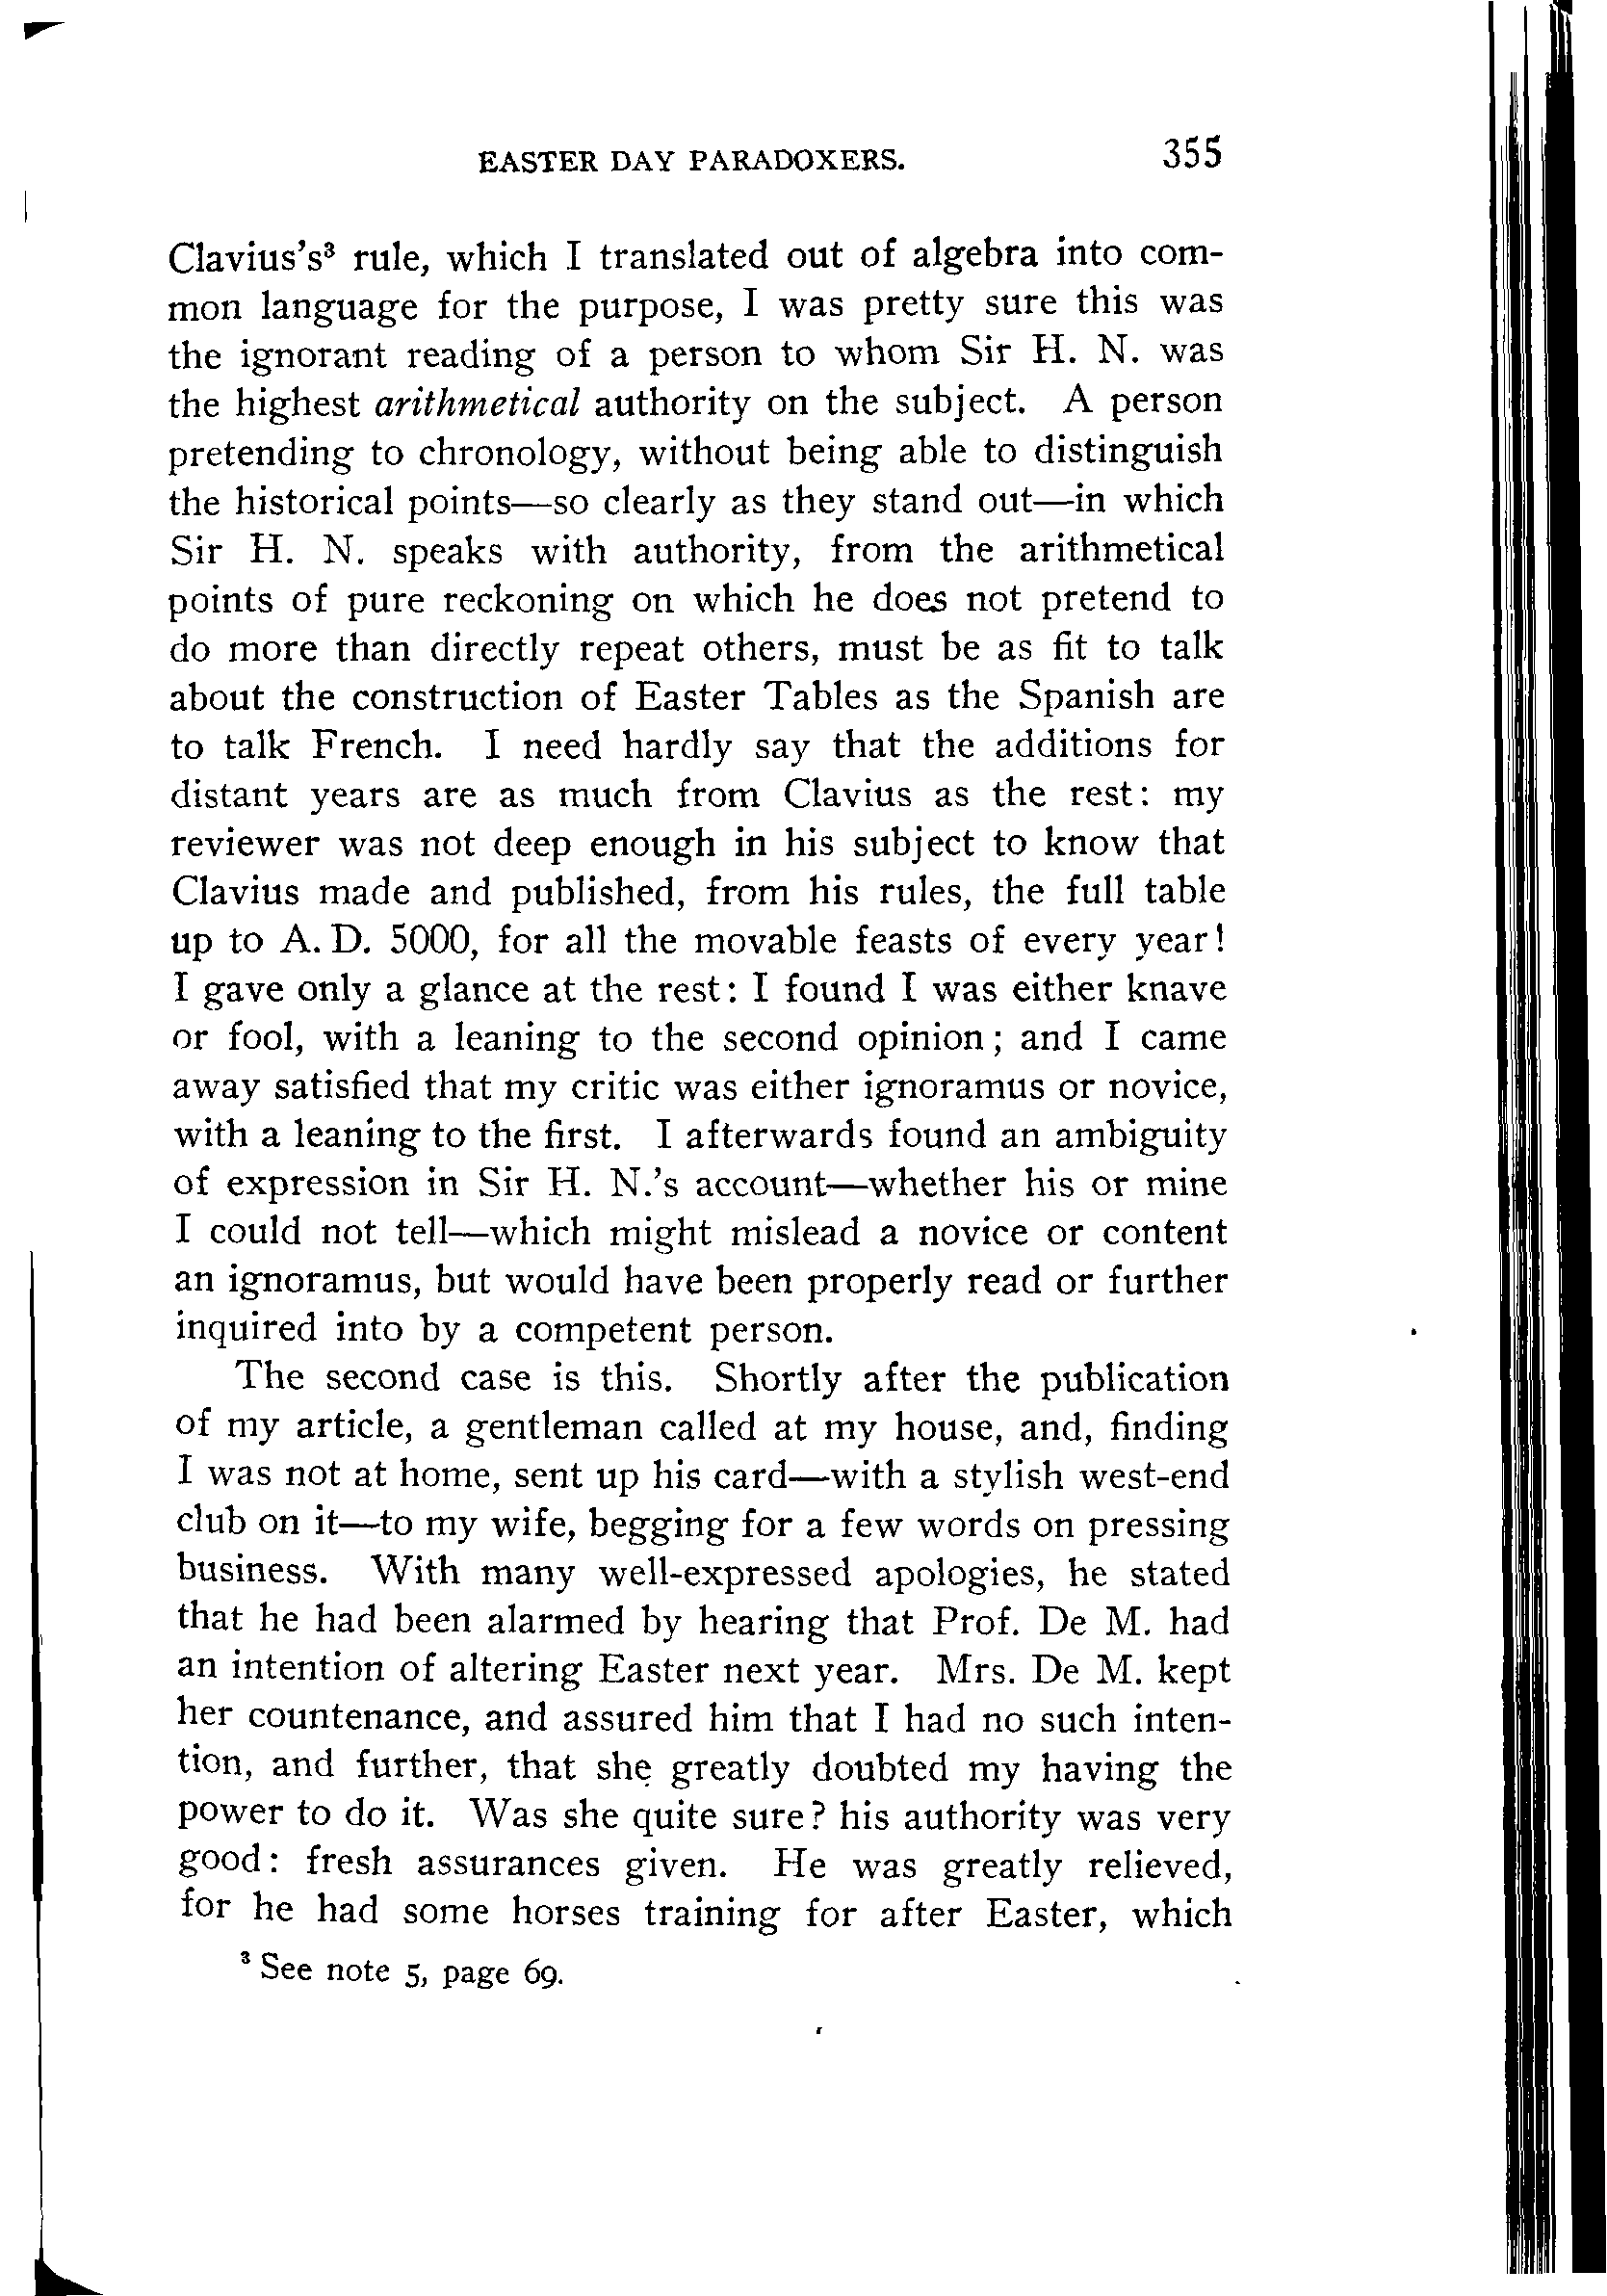 EASTER DAY PARADOXERS. 355
Clavius's³ rule, which I translated out of algebra into com-
mon language for the purpose, I was pretty sure this was
the ignorant reading of a person to whom Sir H. N. was
the highest arithmetical authority on the subject. A person
pretending to chronology, without being able to distinguish
the historical points—so clearly as they stand out—in which
Sir H. N. speaks with authority, from the arithmetical
points of pure reckoning on which he does not pretend to
do more than directly repeat others, must be as fit to talk
about the construction of Easter Tables as the Spanish are
to talk French. I need hardly say that the additions for
distant years are as much from Clavius as the rest: my
reviewer was not deep enough in his subject to know that
Clavius made and published, from his rules, the full table
up to A. D. 5000, for all the movable feasts of every year!
I gave only a glance at the rest: I found I was either knave
or fool, with a leaning to the second opinion; and I came
away satisfied that my critic was either ignoramus or novice,
with a leaning to the first. I afterwards found an ambiguity
of expression in Sir H. N.'s account—whether his or mine
I could not tell—which might mislead a novice or content
an ignoramus, but would have been properly read or further
inquired into by a competent person.
The second case is this. Shortly after the publication
of my article, a gentleman called at my house, and, finding
I was not at home, sent up his card—with a stylish west-end
club on it—to my wife, begging for a few words on pressing
business. With many well-expressed apologies, he stated
that he had been alarmed by hearing that Prof. De M. had
an intention of altering Easter next year. Mrs. De M. kept
her countenance, and assured him that I had no such inten-
tion, and further, that she greatly doubted my having the
power to do it. Was she quite sure? his authority was very
good: fresh assurances given. He was greatly relieved,
for he had some horses training for after Easter, which
³ See note 5, page 69.